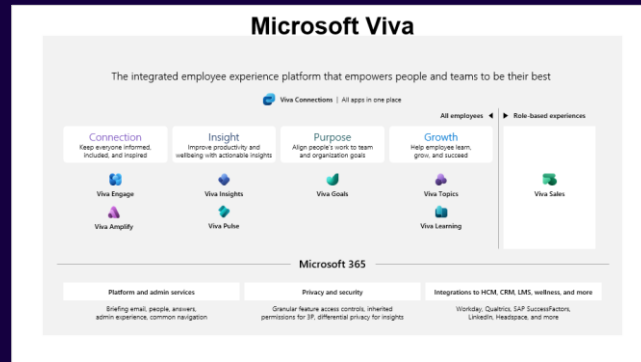 Microsoft Viva
The integrated employee experience platform that empowers people and teams to be their best
Viva Connections | All apps in one place
All employees
Role-based experiences
Connection
Keep everyone informed,
included, and inspired
Insight
Improve productivity and
wellbeing with actionable insights
Purpose
Align people's work to team
and organization goals
Growth
Help employee learn,
grow, and succeed
Viva Engage
Viva Insights
Viva Goals
Viva Topics
Viva Sales
Viva Amplify
Viva Pulse
Viva Learning
Microsoft 365
Platform and admin services
Privacy and security
Integrations to HCM, CRM, LMS, wellness, and more
Briefing email, people, answers,
admin experience, common navigation
Granular feature access controls, inherited
permissions for 3P, differential privacy for insights
Workday, Qualtrics, SAP SuccessFactors,
LinkedIn, Headspace, and more